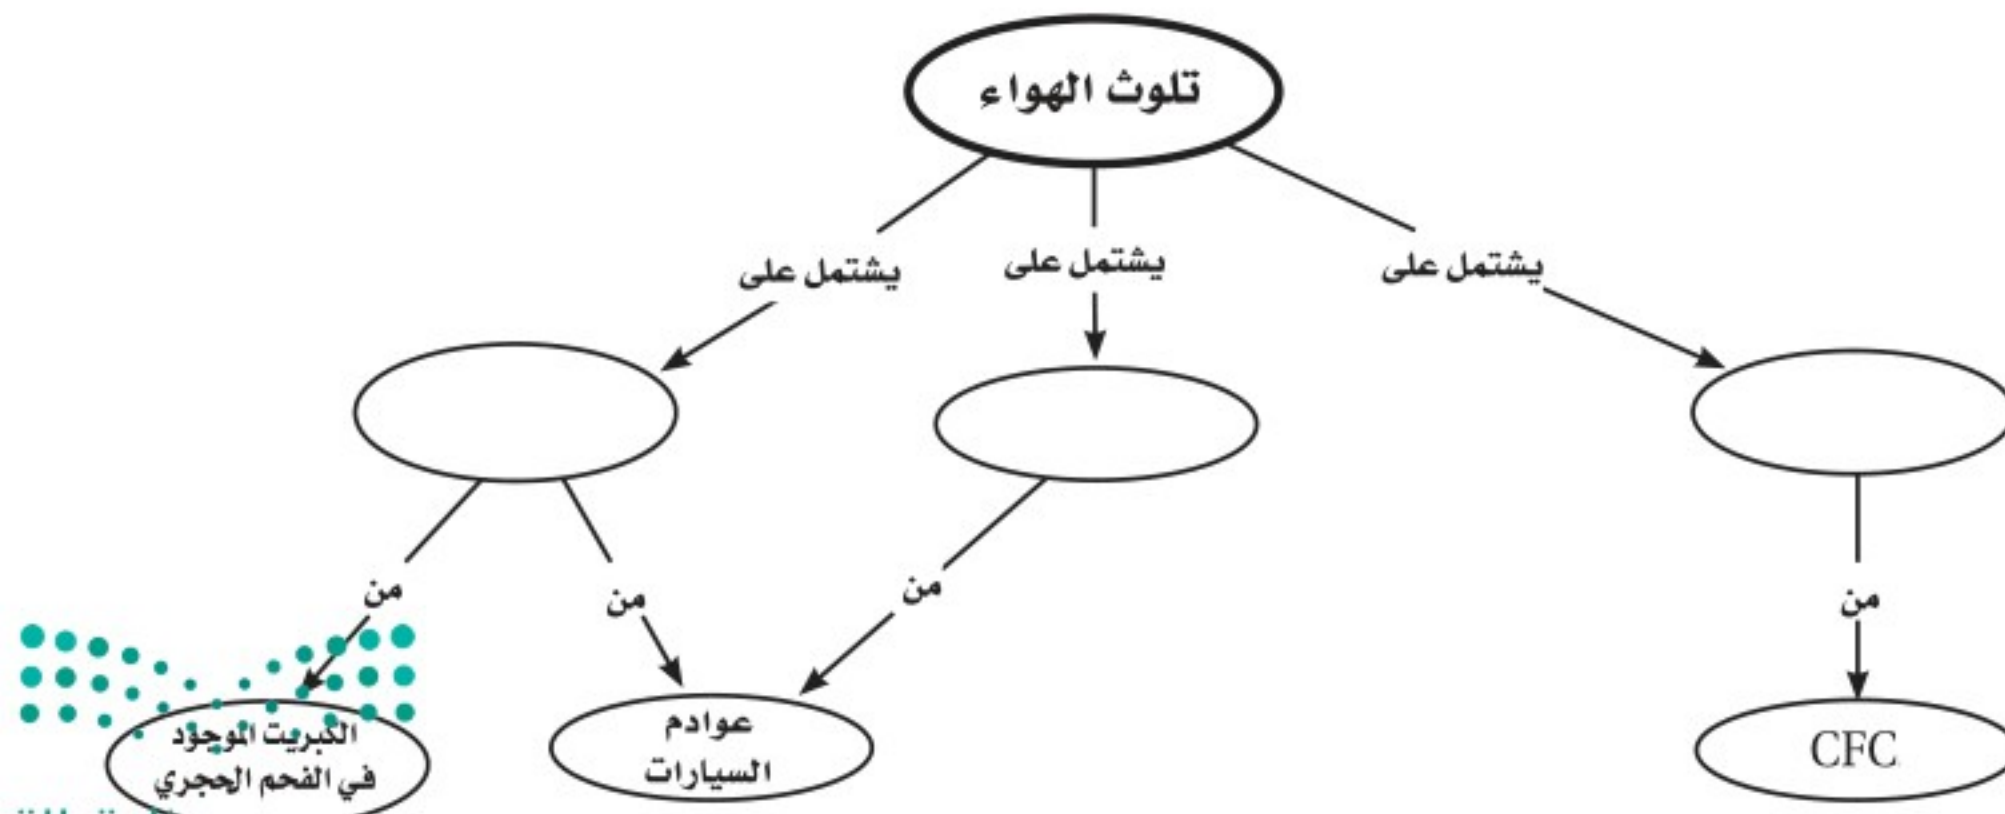 تلوث الهواء
يشتمل على
يشتمل على
يشتمل على
من
من
من
من
CFC
عوادم
السيارات
الكبريت الموجود
في الفحم الحجري